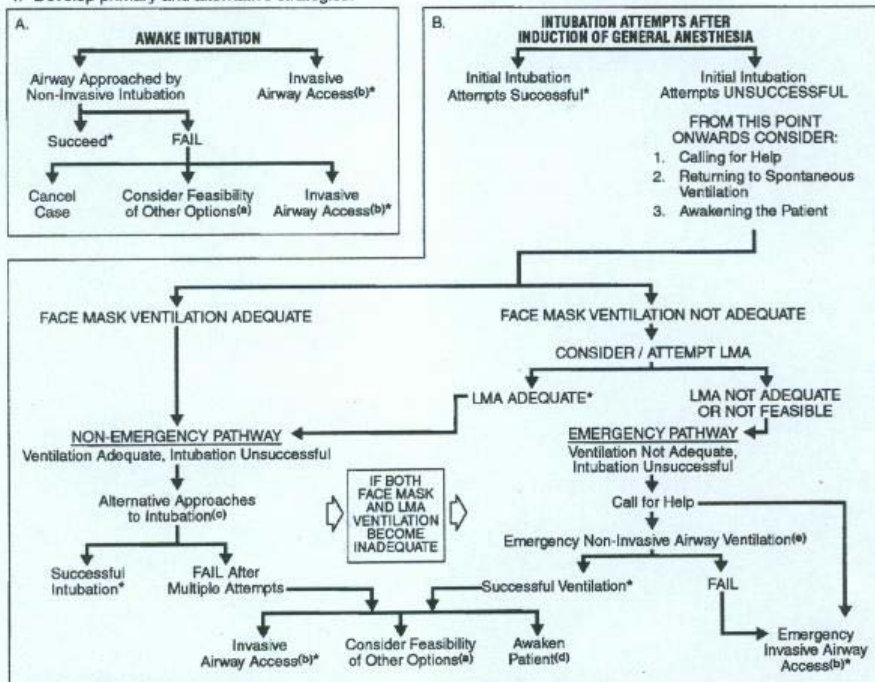 4. Develop primary and alternative strategies:
A.
AWAKE INTUBATION
Airway Approached by
Non-Invasive Intubation
Invasive
Airway Access(b)*
Succeed*
FAIL
Cancel
Case
Consider Feasibility
of Other Options(a)
Invasive
Airway Access(b)*
B.
INTUBATION ATTEMPTS AFTER
INDUCTION OF GENERAL ANESTHESIA
Initial Intubation
Attempts Successful*
Initial Intubation
Attempts UNSUCCESSFUL
FROM THIS POINT
ONWARDS CONSIDER:
1. Calling for Help
2. Returning to Spontaneous
Ventilation
3. Awakening the Patient
FACE MASK VENTILATION ADEQUATE
FACE MASK VENTILATION NOT ADEQUATE
CONSIDER / ATTEMPT LMA
LMA ADEQUATE*
LMA NOT ADEQUATE
OR NOT FEASIBLE
NON-EMERGENCY PATHWAY
Ventilation Adequate, Intubation Unsuccessful
EMERGENCY PATHWAY
Ventilation Not Adequate,
Intubation Unsuccessful
Alternative Approaches
to Intubation(c)
IF BOTH
FACE MASK
AND LMA
VENTILATION
BECOME
INADEQUATE
Call for Help
Emergency Non-Invasive Airway Ventilation(e)
Successful
Intubation*
FAIL After
Multiple Attempts
Successful Ventilation*
FAIL
Invasive
Airway Access(b)*
Consider Feasibility
of Other Options(a)
Awaken
Patient(d)
Emergency
Invasive Airway
Access(b)*